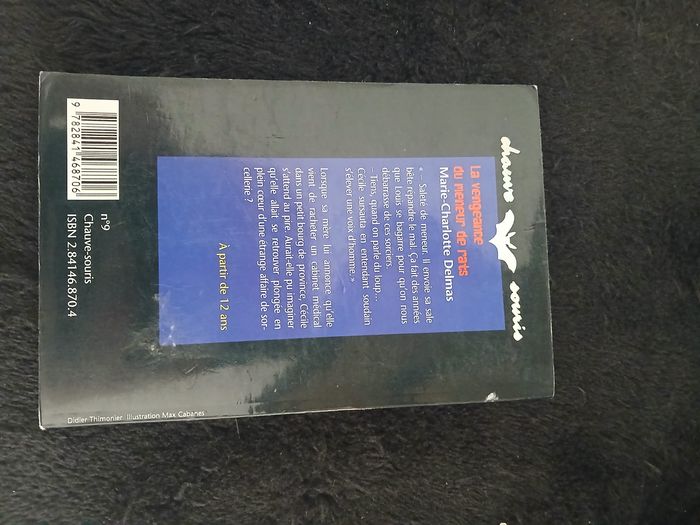 chauve souris
La vengeance
du meneur de rats
Marie-Charlotte Delmas
« – Saleté de meneur. Il envoie sa sale
bête répandre le mal. Ça fait des années
que Louis se bagarre pour qu'on nous
débarrasse de ces sorciers.
– Tiens, quand on parle du loup...
Cécile sursauta en entendant soudain
s'élever une voix d'homme. »
Lorsque sa mère lui annonce qu'elle
vient de racheter un cabinet médical
dans un petit bourg de province, Cécile
s'attend au pire. Aurait-elle pu imaginer
qu'elle allait se retrouver plongée en
plein cœur d'une étrange affaire de sor-
cellerie ?
À partir de 12 ans
9 782841 468706
n°9
Chauve-souris
ISBN 2.84146.870.4
Didier Thimonier Illustration Max Cabanes